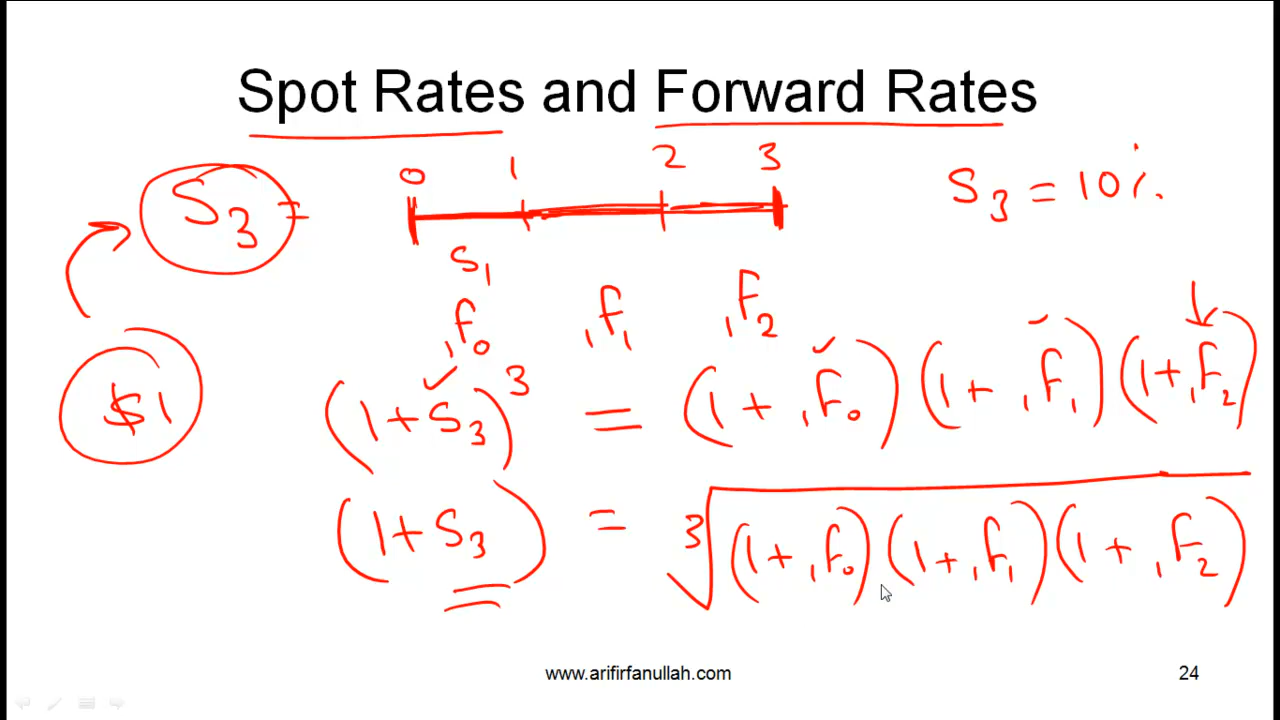 Spot Rates and Forward Rates
0 1 2 3
S₃ =
S₃ = 10%
S₁
₁f₀ ₁f₁ ₁F₂
$1
(1+S₃)³ = (1+ ₁F₀)(1+ ₁F₁)(1+ ₁F₂)
(1+S₃) = ∛(1+ ₁F₀)(1+ ₁F₁)(1+ ₁F₂)
www.arifirfanullah.com
24